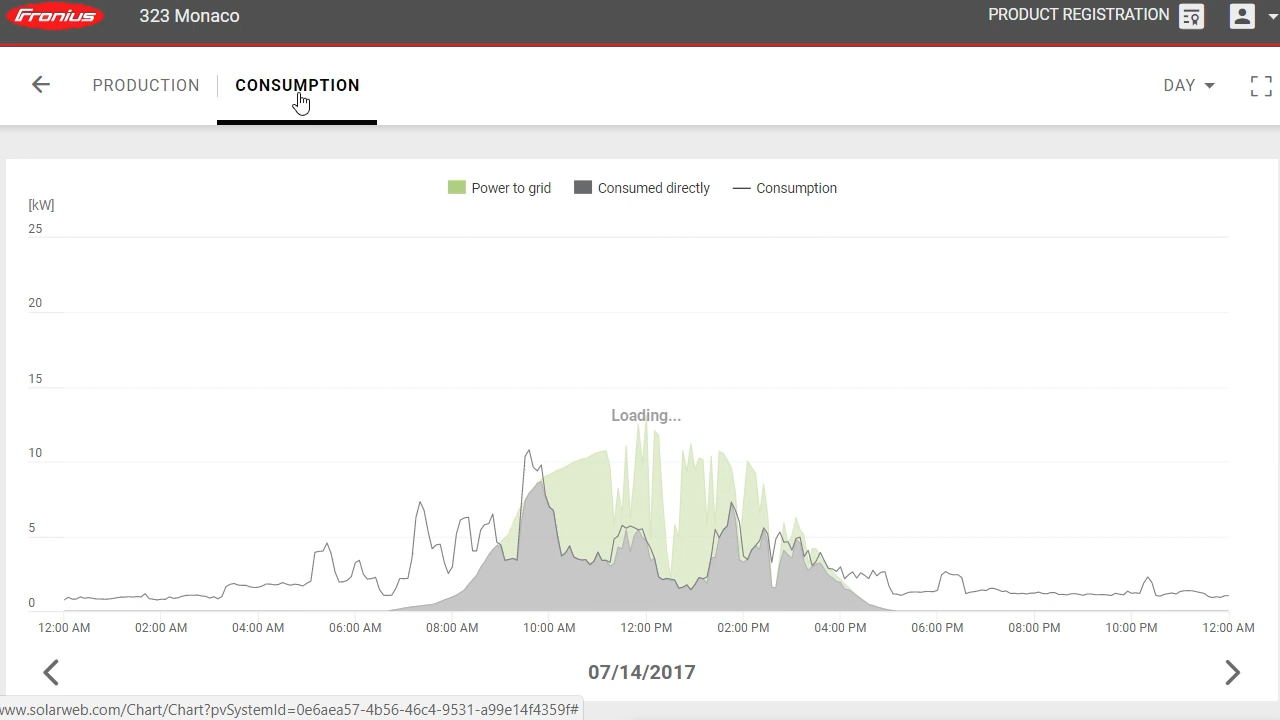 Fronius 323 Monaco PRODUCT REGISTRATION
PRODUCTION CONSUMPTION DAY
Power to grid Consumed directly Consumption
[kW]
25
20
15
Loading...
10
5
0
12:00 AM 02:00 AM 04:00 AM 06:00 AM 08:00 AM 10:00 AM 12:00 PM 02:00 PM 04:00 PM 06:00 PM 08:00 PM 10:00 PM 12:00 AM
07/14/2017
www.solarweb.com/Chart/Chart?pvSystemId=0e6aea57-4b56-46c4-9531-a99e14f4359f#